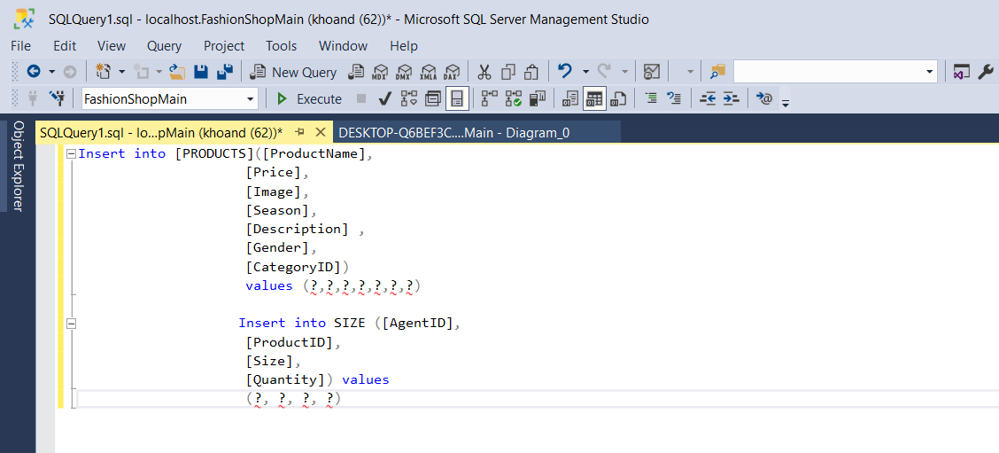 SQLQuery1.sql - localhost.FashionShopMain (khoand (62))* - Microsoft SQL Server Management Studio
File Edit View Query Project Tools Window Help
New Query MDX DMX XMLA DAX
FashionShopMain Execute
SQLQuery1.sql - lo...pMain (khoand (62))* DESKTOP-Q6BEF3C....Main - Diagram_0
Object Explorer
Insert into [PRODUCTS]([ProductName],
[Price],
[Image],
[Season],
[Description] ,
[Gender],
[CategoryID])
values (?,?,?,?,?,?,?)
Insert into SIZE ([AgentID],
[ProductID],
[Size],
[Quantity]) values
(?, ?, ?, ?)